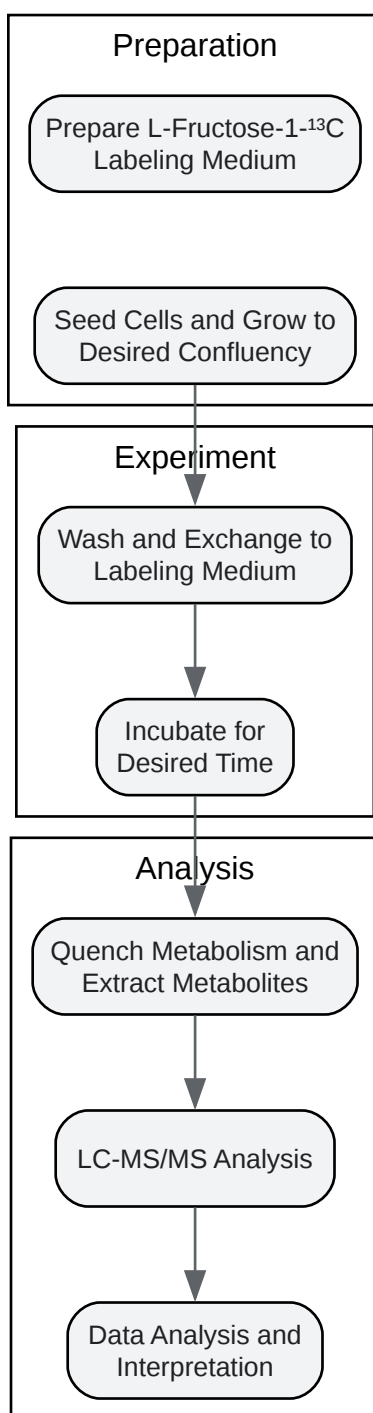 Preparation
Prepare L-Fructose-1-¹³C
Labeling Medium
Seed Cells and Grow to
Desired Confluency
Experiment
Wash and Exchange to
Labeling Medium
Incubate for
Desired Time
Analysis
Quench Metabolism and
Extract Metabolites
LC-MS/MS Analysis
Data Analysis and
Interpretation